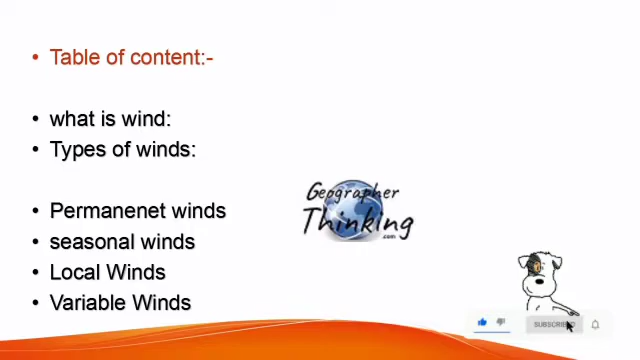 • Table of content:-
• what is wind:
• Types of winds:
• Permanenet winds
• seasonal winds
• Local Winds
• Variable Winds
Geographer
Thinking
.com
SUBSCRIBED